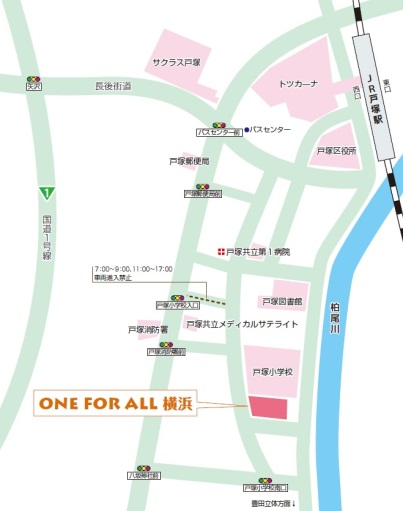 サクラス戸塚
トツカーナ
JR戸塚駅
東口
西口
矢沢
長後街道
バスセンター前
バスセンター
戸塚区役所
戸塚郵便局
戸塚郵便局前
1
国道1号線
戸塚共立第1病院
7:00~9:00、11:00~17:00
車両進入禁止
戸塚小学校入口
戸塚図書館
柏尾川
戸塚消防署
戸塚共立メディカルサテライト
戸塚消防署前
戸塚小学校
ONE FOR ALL 横浜
八坂神社前
戸塚小学校南口
豊田立体方面↓